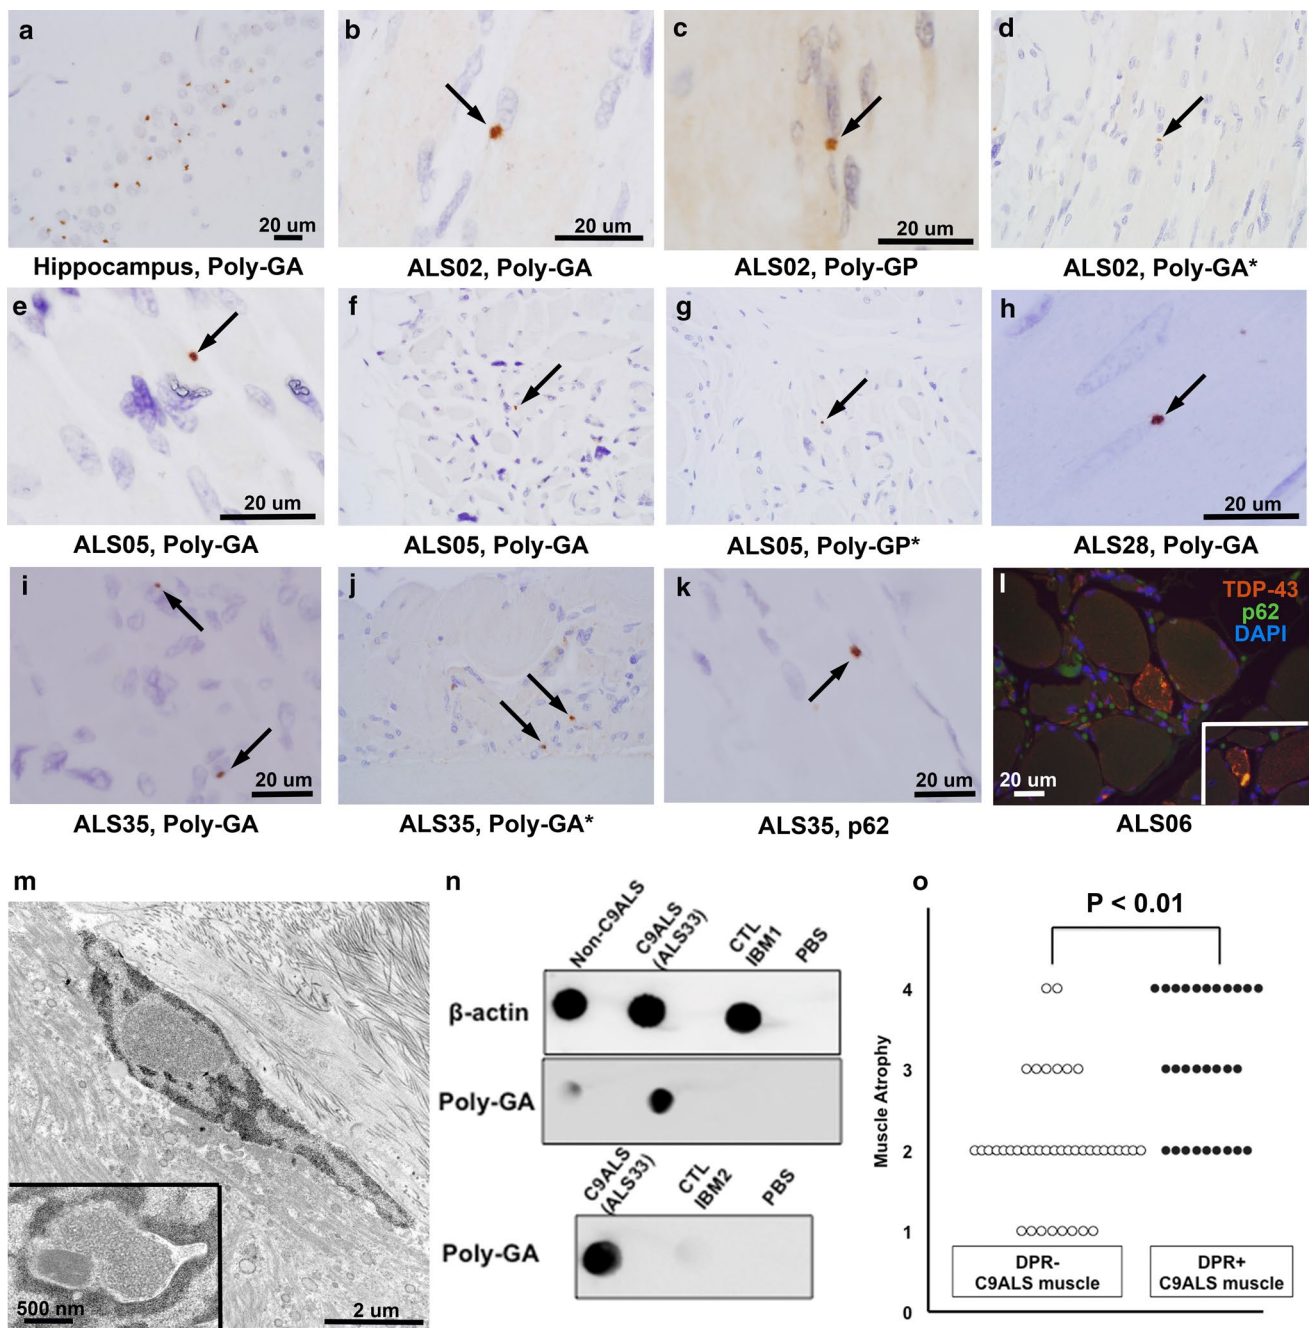 a
20 um
Hippocampus, Poly-GA
b
20 um
ALS02, Poly-GA
c
20 um
ALS02, Poly-GP
d
ALS02, Poly-GA*
e
20 um
ALS05, Poly-GA
f
ALS05, Poly-GA
g
ALS05, Poly-GP*
h
20 um
ALS28, Poly-GA
i
20 um
ALS35, Poly-GA
j
ALS35, Poly-GA*
k
20 um
ALS35, p62
l
TDP-43
p62
DAPI
20 um
ALS06
m
500 nm
2 um
n
Non-C9ALS
C9ALS
(ALS33)
CTL
IBM1
PBS
β-actin
Poly-GA
C9ALS
(ALS33)
CTL
IBM2
PBS
Poly-GA
o
P < 0.01
Muscle Atrophy
4
3
2
1
0
DPR-
C9ALS muscle
DPR+
C9ALS muscle